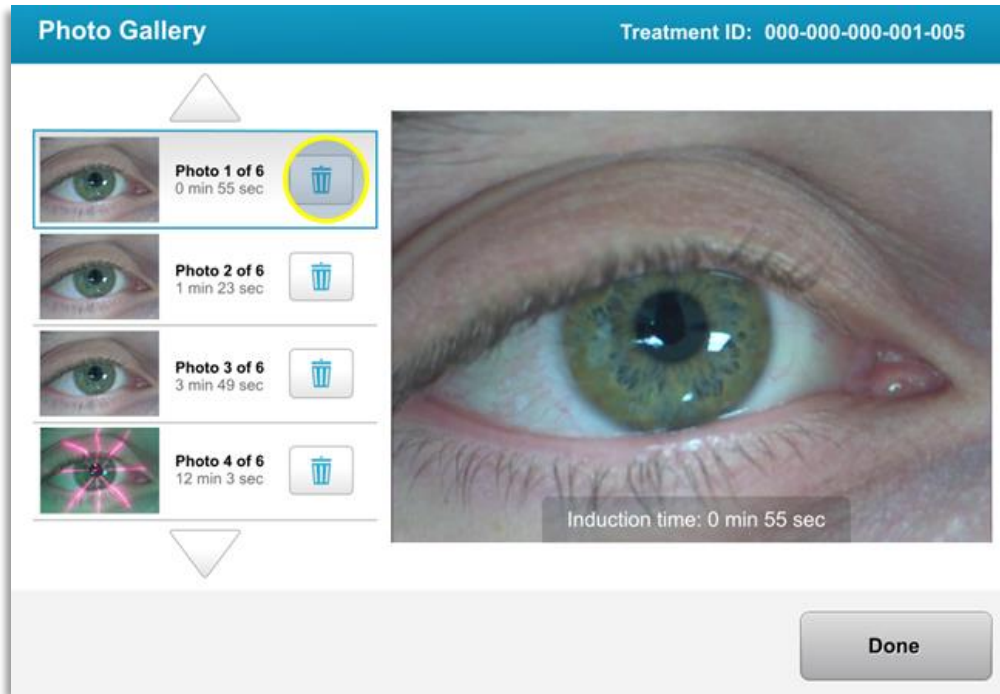 Photo Gallery
Treatment ID: 000-000-000-001-005
Photo 1 of 6
0 min 55 sec
Photo 2 of 6
1 min 23 sec
Photo 3 of 6
3 min 49 sec
Photo 4 of 6
12 min 3 sec
Induction time: 0 min 55 sec
Done